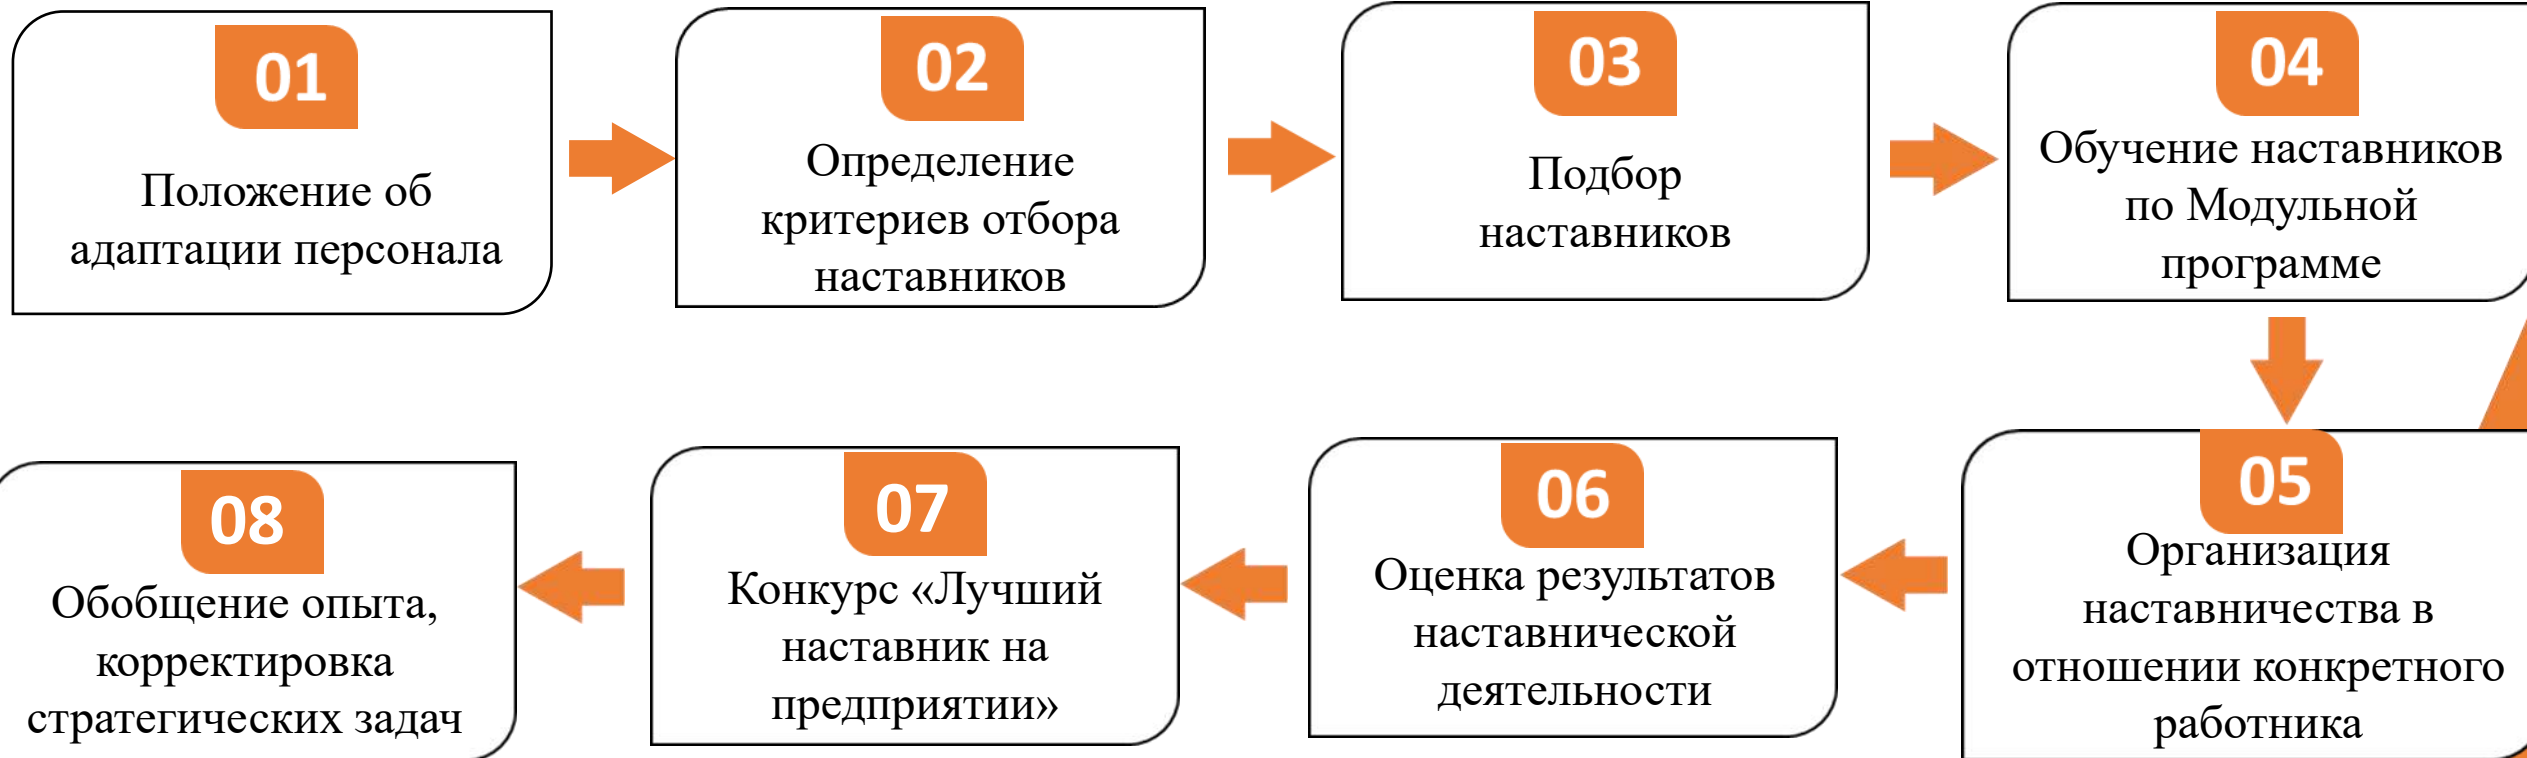 01
Положение об
адаптации персонала
02
Определение
критериев отбора
наставников
03
Подбор
наставников
04
Обучение наставников
по Модульной
программе
05
Организация
наставничества в
отношении конкретного
работника
06
Оценка результатов
наставнической
деятельности
07
Конкурс «Лучший
наставник на
предприятии»
08
Обобщение опыта,
корректировка
стратегических задач